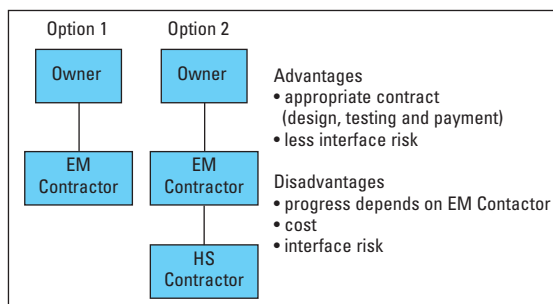 Option 1
Option 2
Owner
Owner
EM
Contractor
EM
Contractor
HS
Contractor
Advantages
• appropriate contract
(design, testing and payment)
• less interface risk
Disadvantages
• progress depends on EM Contactor
• cost
• interface risk